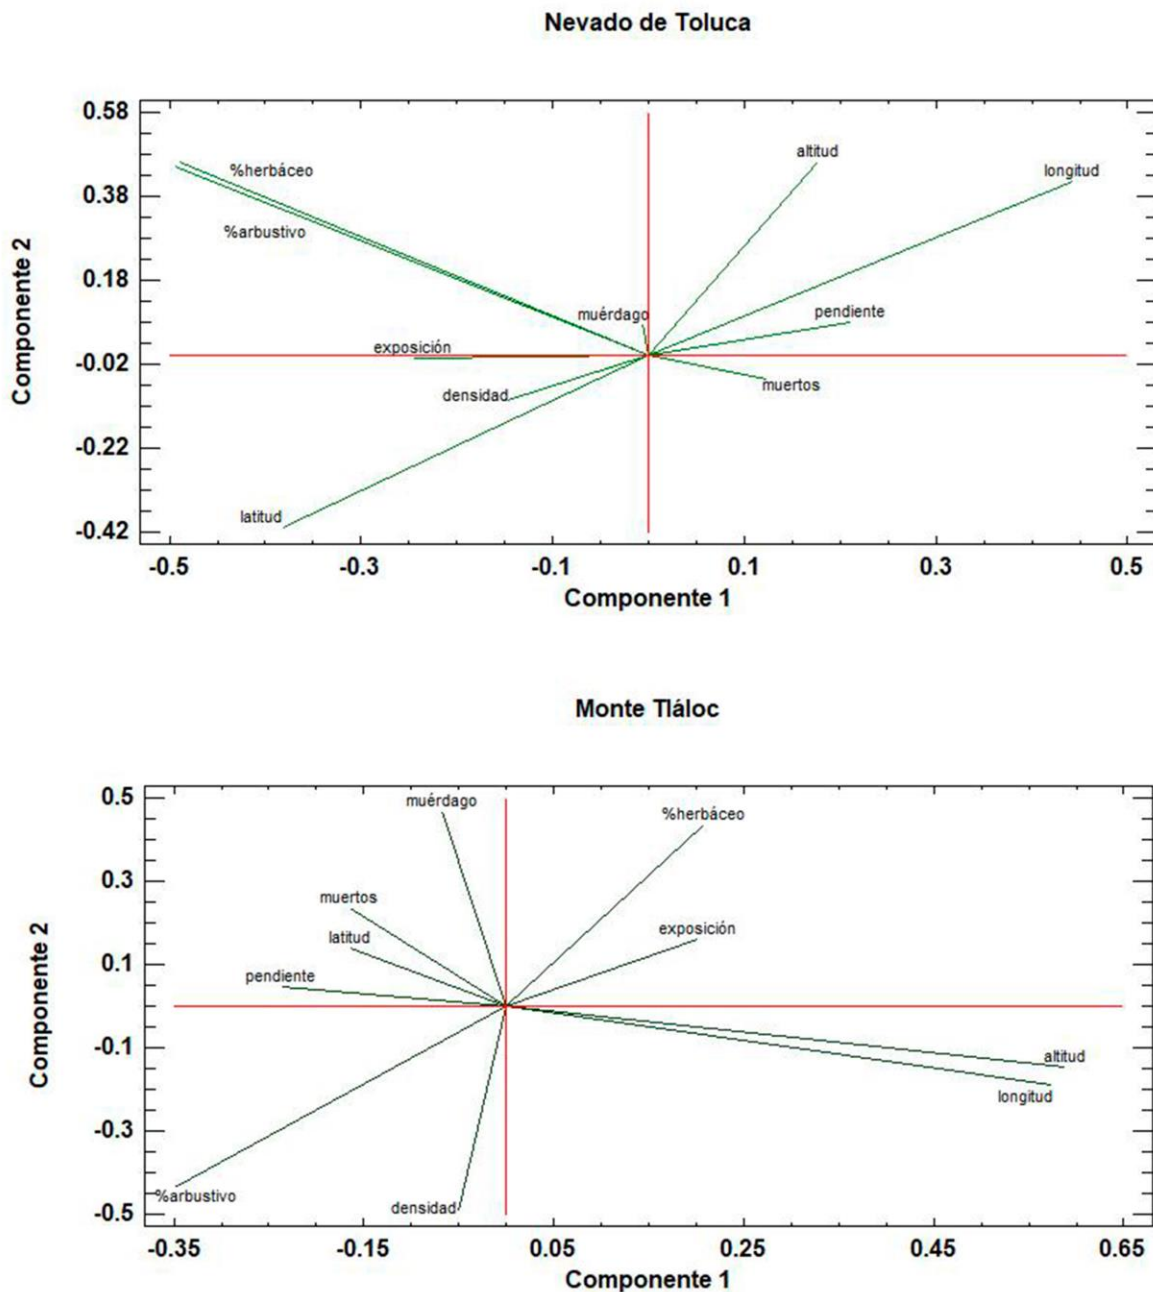 Nevado de Toluca
0.58
0.38
0.18
-0.02
-0.22
-0.42
Componente 2
%herbáceo
%arbustivo
altitud
longitud
muérdago
pendiente
exposición
muertos
densidad
latitud
-0.5 -0.3 -0.1 0.1 0.3 0.5
Componente 1
Monte Tláloc
0.5
0.3
0.1
-0.1
-0.3
-0.5
Componente 2
muérdago
%herbáceo
muertos
latitud
exposición
pendiente
altitud
longitud
%arbustivo
densidad
-0.35 -0.15 0.05 0.25 0.45 0.65
Componente 1